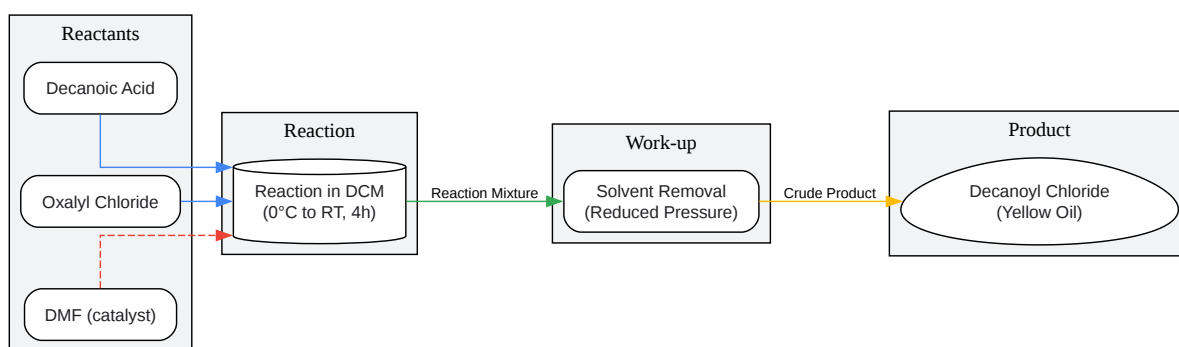 Reactants
Decanoic Acid
Oxalyl Chloride
DMF (catalyst)
Reaction
Reaction in DCM
(0°C to RT, 4h)
Reaction Mixture
Work-up
Solvent Removal
(Reduced Pressure)
Crude Product
Product
Decanoyl Chloride
(Yellow Oil)